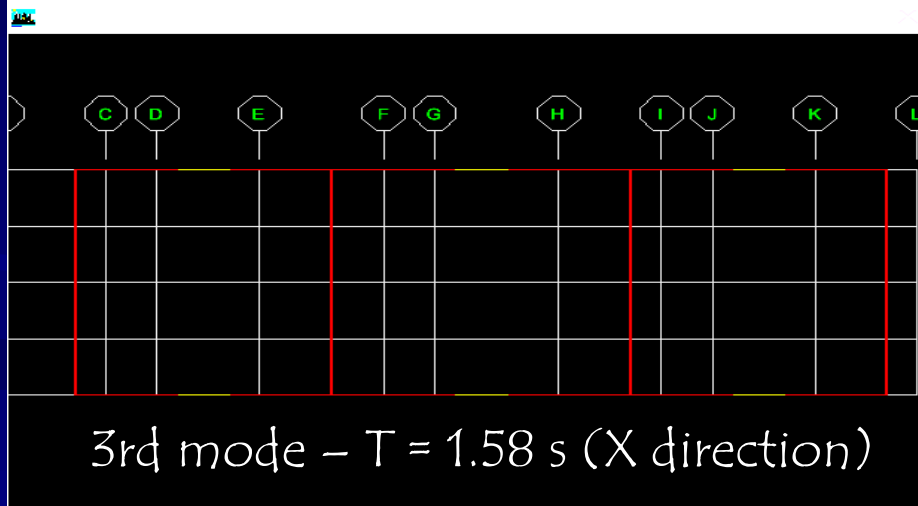 C D E F G H I J K L
3rd mode – T = 1.58 s (X direction)